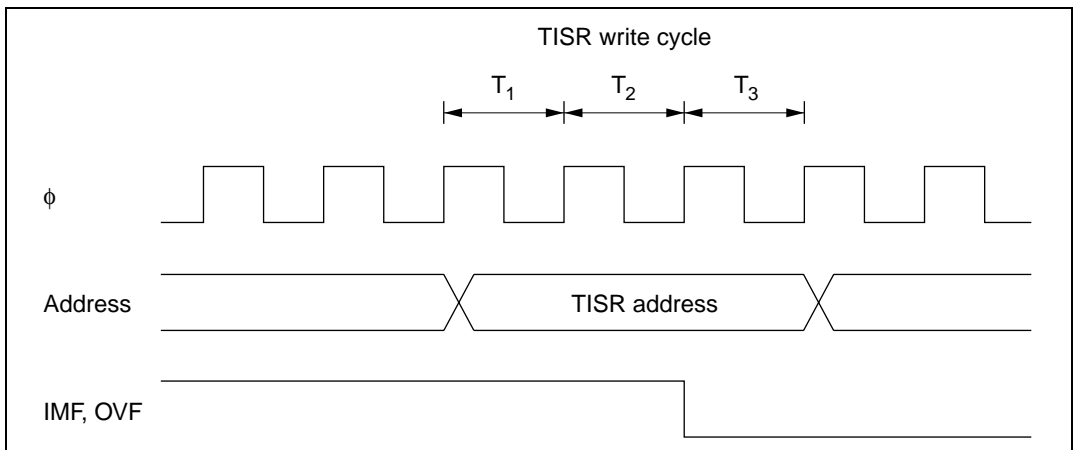 TISR write cycle
T1 T2 T3
φ
Address
TISR address
IMF, OVF